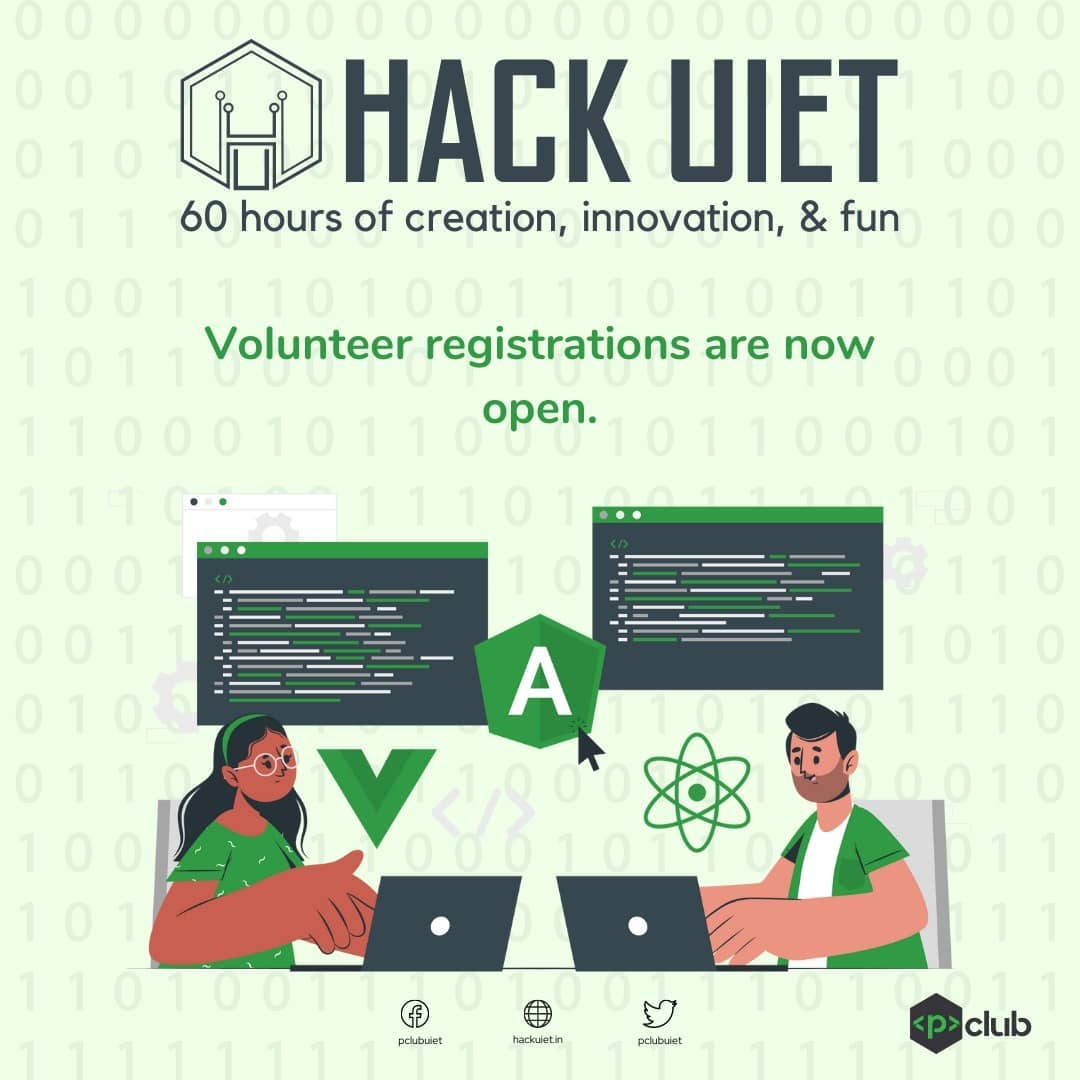 HACK UIET
60 hours of creation, innovation, & fun
Volunteer registrations are now
open.
</>
</>
A
</>
pclubuiet
hackuiet.in
pclubuiet
<p>club